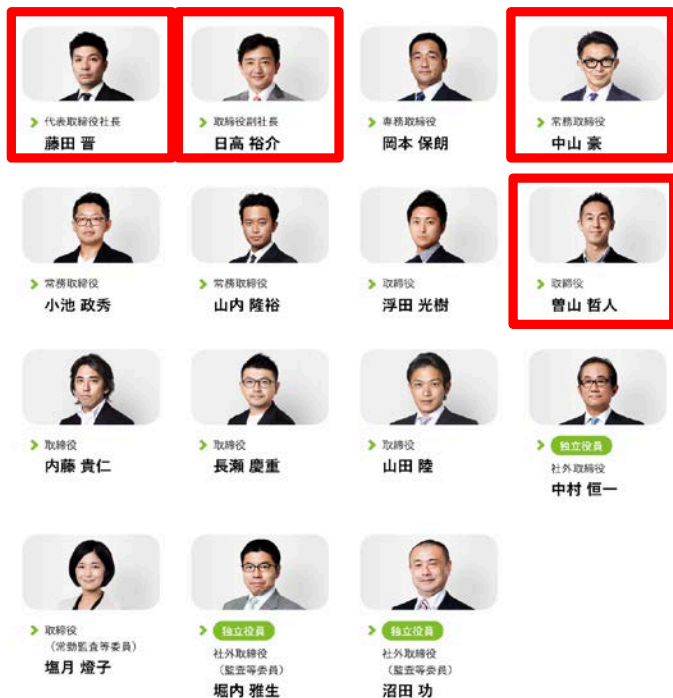 代表取締役社長
藤田 晋
取締役副社長
日高 裕介
専務取締役
岡本 保朗
常務取締役
中山 豪
常務取締役
小池 政秀
常務取締役
山内 隆裕
取締役
浮田 光樹
取締役
曽山 哲人
取締役
内藤 貴仁
取締役
長瀬 慶重
取締役
山田 陸
独立役員
社外取締役
中村 恒一
取締役
（常勤監査等委員）
塩月 燈子
独立役員
社外取締役
（監査等委員）
堀内 雅生
独立役員
社外取締役
（監査等委員）
沼田 功